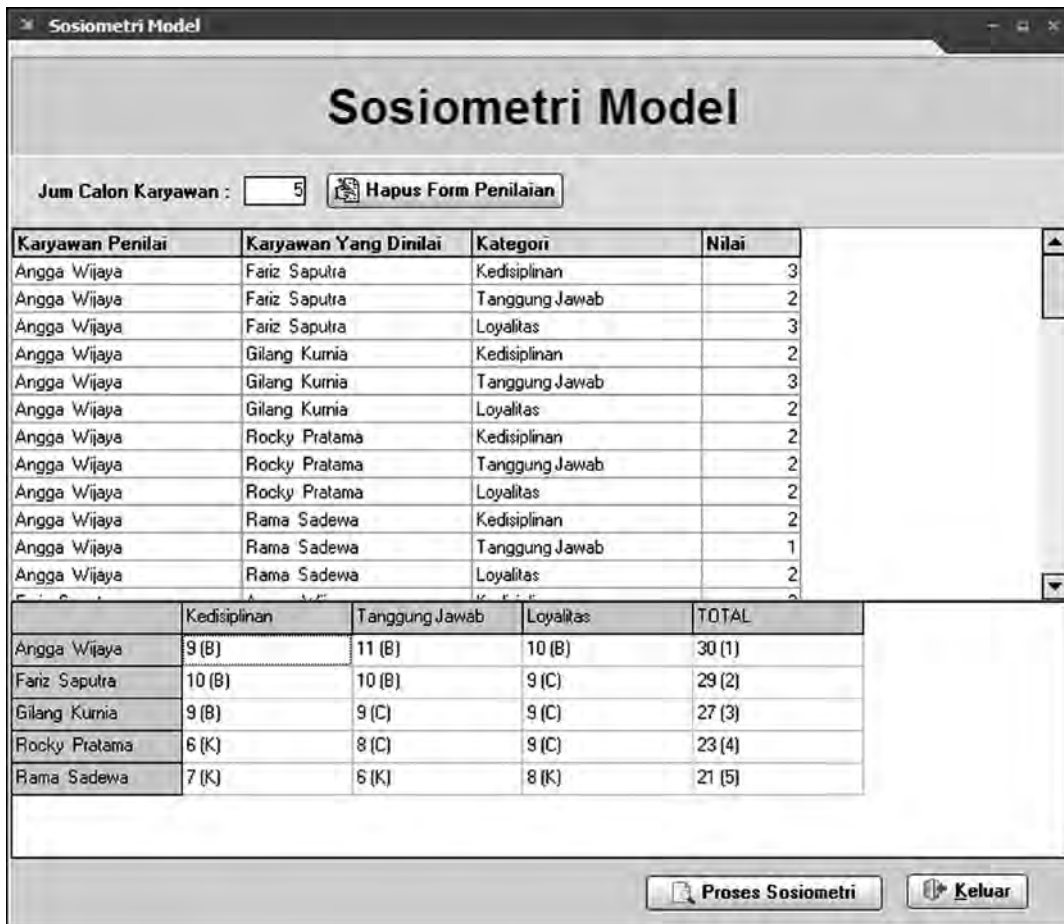 Sosiometri Model
Sosiometri Model
Jum Calon Karyawan : 5 Hapus Form Penilaian
Karyawan Penilai Karyawan Yang Dinilai Kategori Nilai
Angga Wijaya Fariz Saputra Kedisiplinan 3
Angga Wijaya Fariz Saputra Tanggung Jawab 2
Angga Wijaya Fariz Saputra Loyalitas 3
Angga Wijaya Gilang Kurnia Kedisiplinan 2
Angga Wijaya Gilang Kurnia Tanggung Jawab 3
Angga Wijaya Gilang Kurnia Loyalitas 2
Angga Wijaya Rocky Pratama Kedisiplinan 2
Angga Wijaya Rocky Pratama Tanggung Jawab 2
Angga Wijaya Rocky Pratama Loyalitas 2
Angga Wijaya Rama Sadewa Kedisiplinan 2
Angga Wijaya Rama Sadewa Tanggung Jawab 1
Angga Wijaya Rama Sadewa Loyalitas 2
Kedisiplinan Tanggung Jawab Loyalitas TOTAL
Angga Wijaya 9 (B) 11 (B) 10 (B) 30 (1)
Fariz Saputra 10 (B) 10 (B) 9 (C) 29 (2)
Gilang Kurnia 9 (B) 9 (C) 9 (C) 27 (3)
Rocky Pratama 6 (K) 8 (C) 9 (C) 23 (4)
Rama Sadewa 7 (K) 6 (K) 8 (K) 21 (5)
Proses Sosiometri Keluar